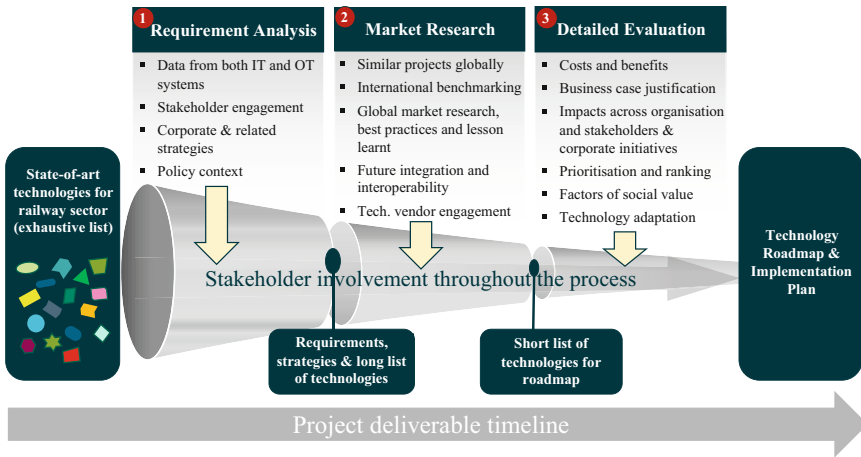 1
Requirement Analysis
Data from both IT and OT
systems
Stakeholder engagement
Corporate & related
strategies
Policy context
2
Market Research
Similar projects globally
International benchmarking
Global market research,
best practices and lesson
learnt
Future integration and
interoperability
Tech. vendor engagement
3
Detailed Evaluation
Costs and benefits
Business case justification
Impacts across organisation
and stakeholders &
corporate initiatives
Prioritisation and ranking
Factors of social value
Technology adaptation
State-of-art
technologies for
railway sector
(exhaustive list)
Stakeholder involvement throughout the process
Technology
Roadmap &
Implementation
Plan
Requirements,
strategies & long list
of technologies
Short list of
technologies for
roadmap
Project deliverable timeline